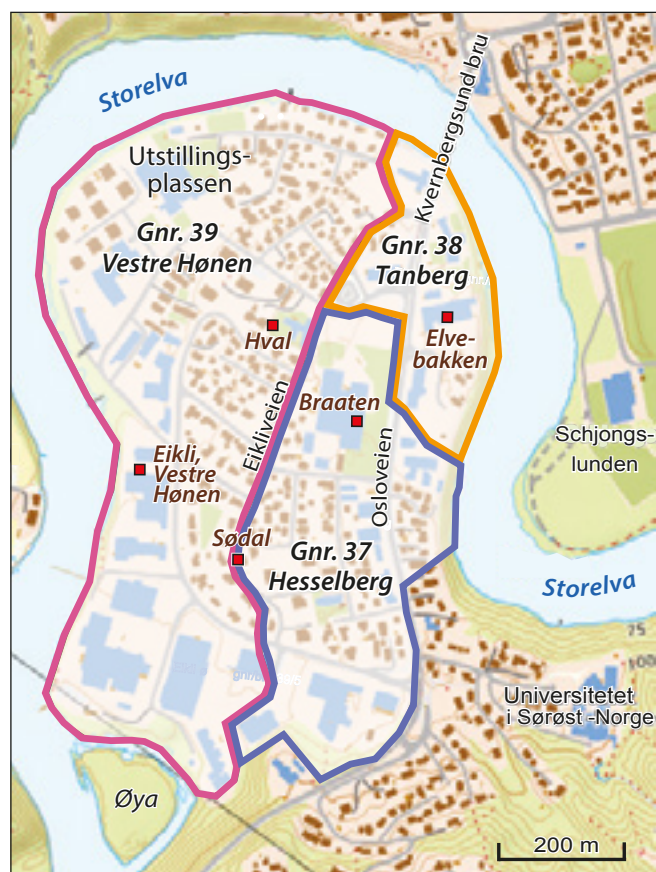 Storelva
Kvernbergsund bru
Utstillings-
plassen
Gnr. 39
Vestre Hønen
Gnr. 38
Tanberg
Hval
Elve-
bakken
Eikliveien
Braaten
Osloveien
Schjongs-
lunden
Eikli,
Vestre
Hønen
Sødal
Gnr. 37
Hesselberg
Storelva
75
100
Universitetet
i Sørøst -Norge
Øya
200 m